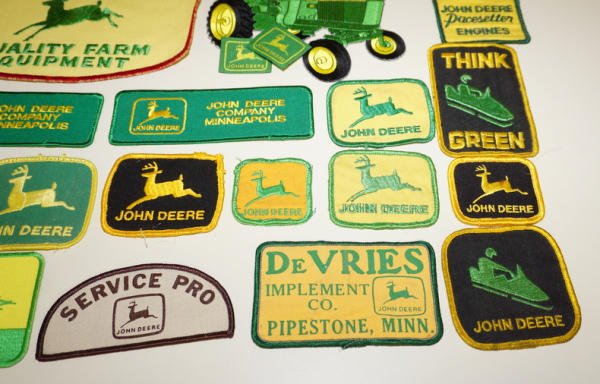 UALITY FARM
QUIPMENT
JOHN DEERE
JOHN DEERE
JOHN DEERE
Pacesetter
ENGINES
THINK
GREEN
JOHN DEERE
COMPANY
MINNEAPOLIS
JOHN DEERE
JOHN DEERE
COMPANY
MINNEAPOLIS
JOHN DEERE
JOHN DEERE
JOHN DEERE
JOHN DEERE
JOHN DEERE
JOHN DEERE
SERVICE PRO
JOHN DEERE
DEVRIES
IMPLEMENT
CO.
JOHN DEERE
PIPESTONE, MINN.
JOHN DEERE